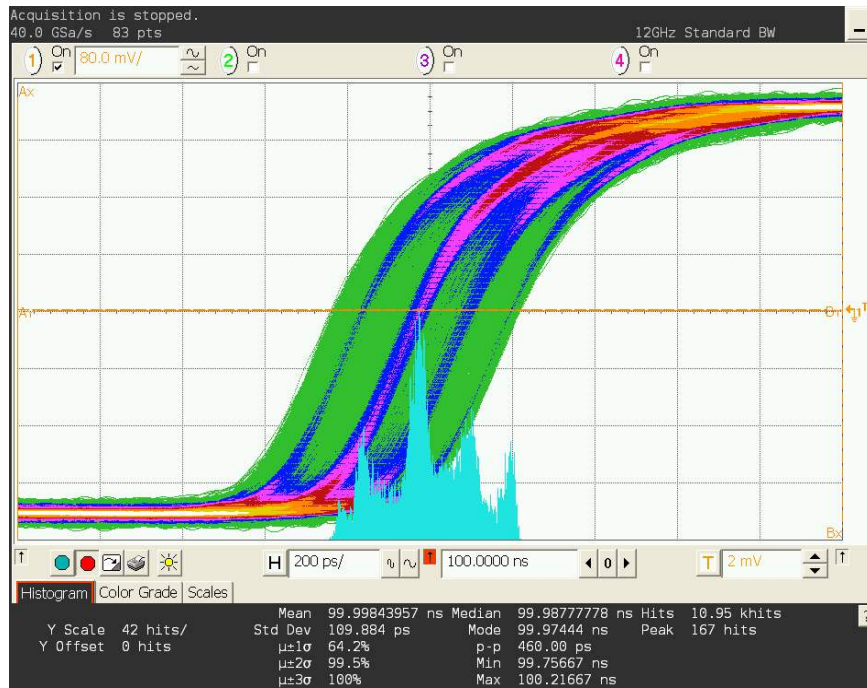 Acquisition is stopped.
40.0 GSa/s 83 pts 12GHz Standard BW
1 On 80.0 mV/ 2 On 3 On 4 On
Ax
Bx
H 200 ps/ 100.0000 ns 0 T 2 mV
Histogram Color Grade Scales
Mean 99.99843957 ns Median 99.98777778 ns Hits 10.95 khits
Y Scale 42 hits/ Std Dev 109.884 ps Mode 99.97444 ns Peak 167 hits
Y Offset 0 hits µ±1σ 64.2% p-p 460.00 ps
µ±2σ 99.5% Min 99.75667 ns
µ±3σ 100% Max 100.21667 ns